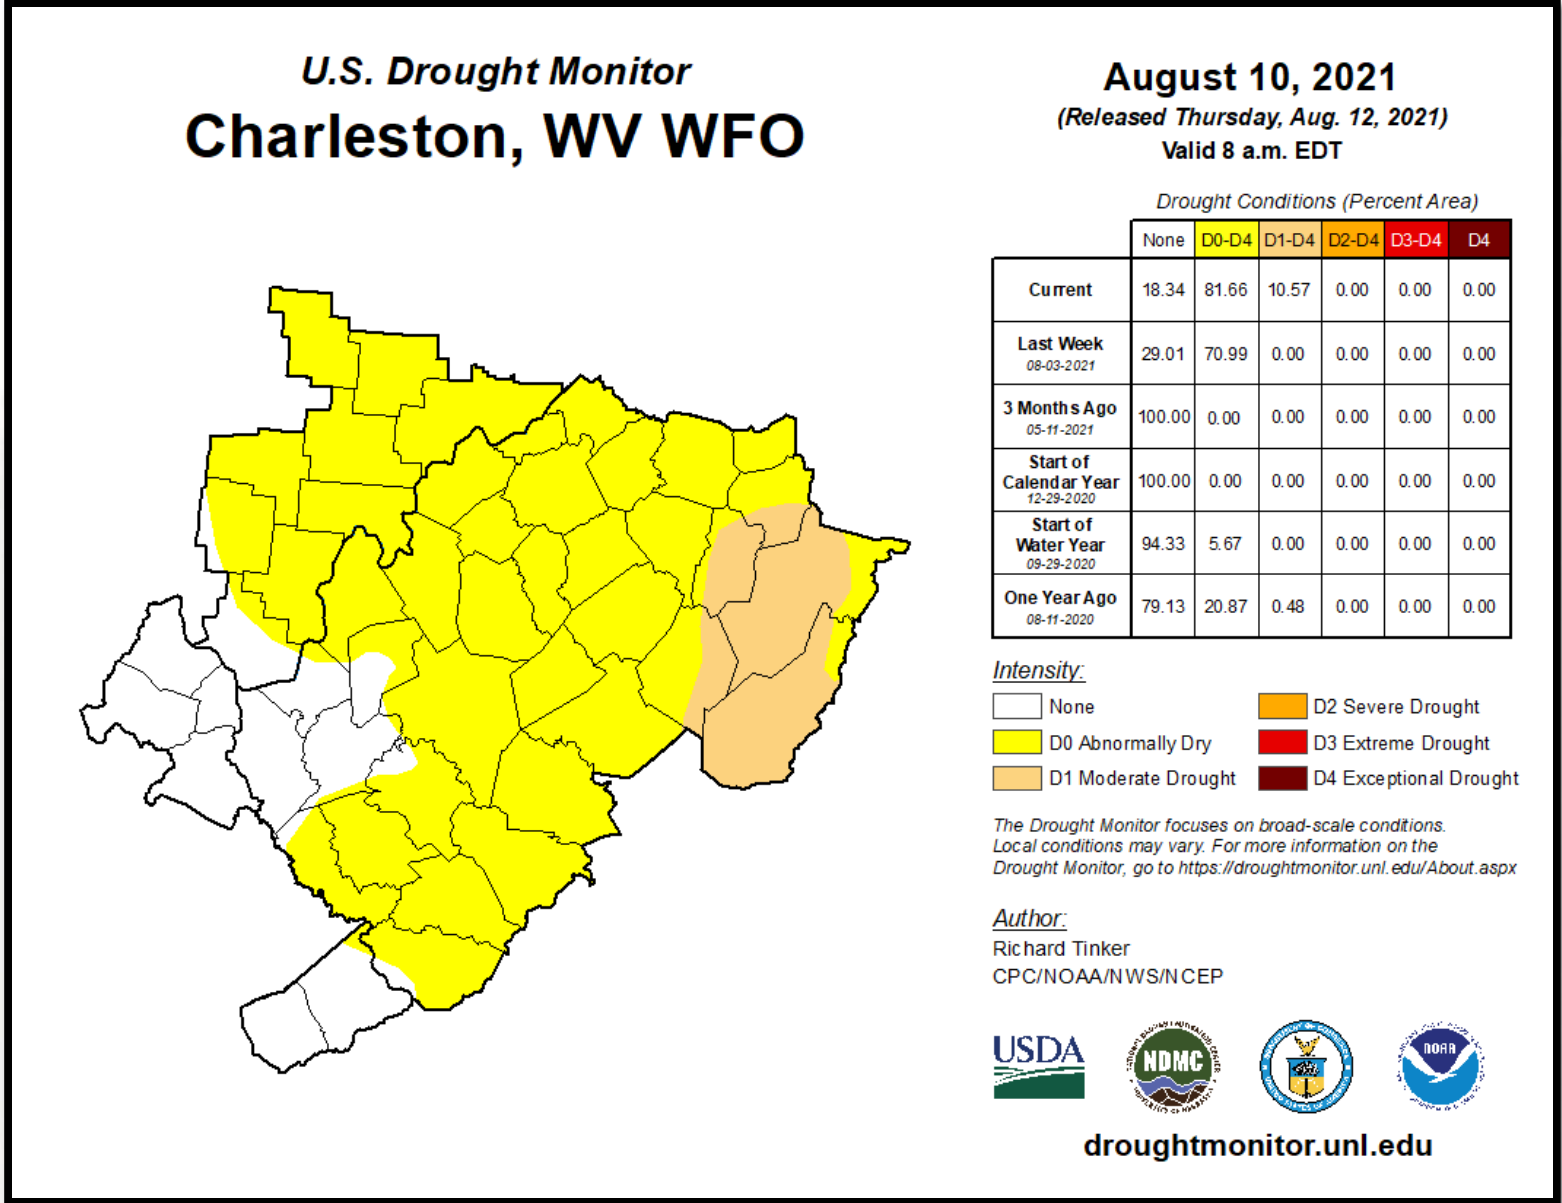 U.S. Drought Monitor
Charleston, WV WFO
August 10, 2021
(Released Thursday, Aug. 12, 2021)
Valid 8 a.m. EDT
Drought Conditions (Percent Area)
None D0-D4 D1-D4 D2-D4 D3-D4 D4
Current 18.34 81.66 10.57 0.00 0.00 0.00
Last Week
08-03-2021 29.01 70.99 0.00 0.00 0.00 0.00
3 Months Ago
05-11-2021 100.00 0.00 0.00 0.00 0.00 0.00
Start of
Calendar Year
12-29-2020 100.00 0.00 0.00 0.00 0.00 0.00
Start of
Water Year
09-29-2020 94.33 5.67 0.00 0.00 0.00 0.00
One Year Ago
08-11-2020 79.13 20.87 0.48 0.00 0.00 0.00
Intensity:
None
D0 Abnormally Dry
D1 Moderate Drought
D2 Severe Drought
D3 Extreme Drought
D4 Exceptional Drought
The Drought Monitor focuses on broad-scale conditions.
Local conditions may vary. For more information on the
Drought Monitor, go to https://droughtmonitor.unl.edu/About.aspx
Author:
Richard Tinker
CPC/NOAA/NWS/NCEP
USDA
NDMC
NOAA
droughtmonitor.unl.edu